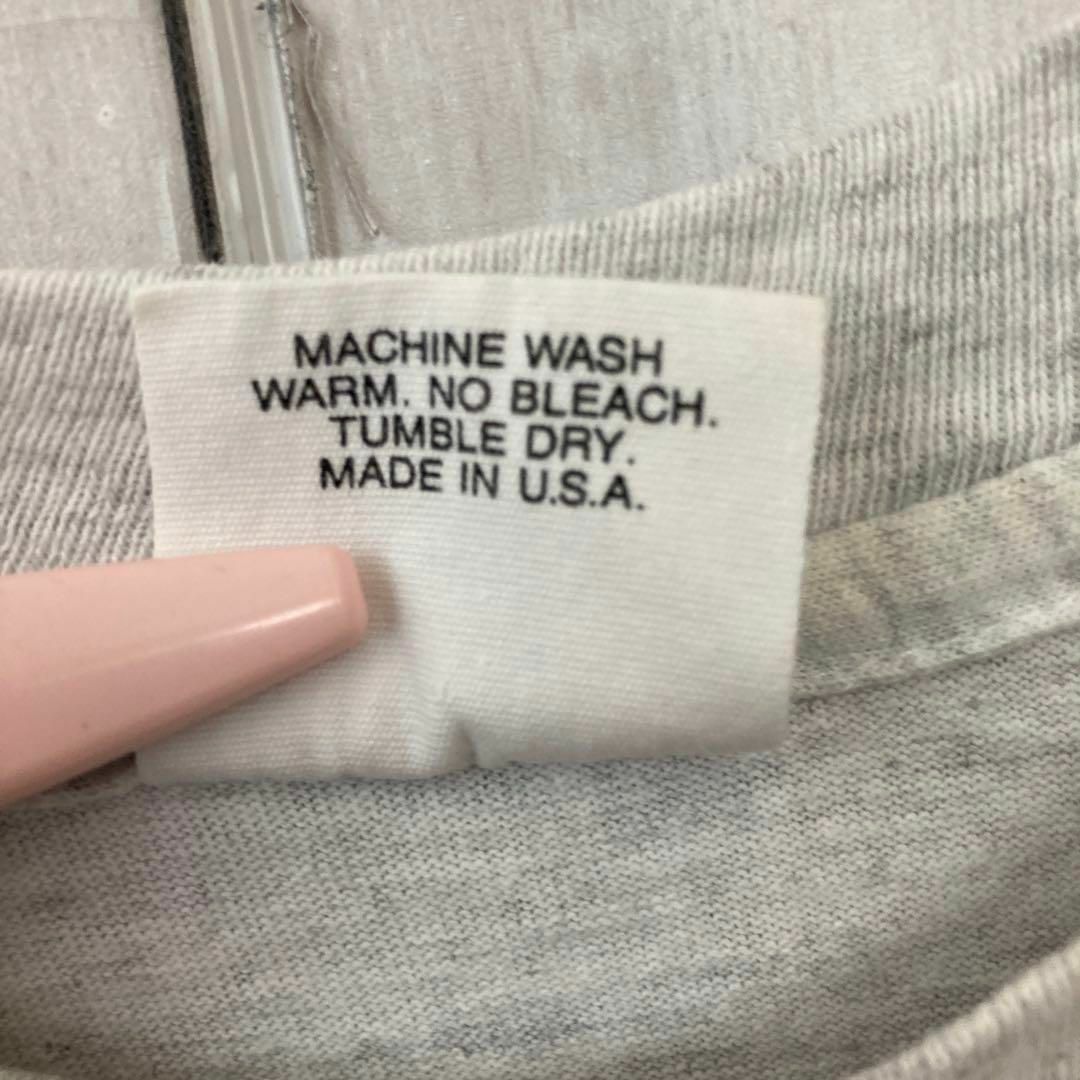 MACHINE WASH
WARM. NO BLEACH.
TUMBLE DRY.
MADE IN U.S.A.